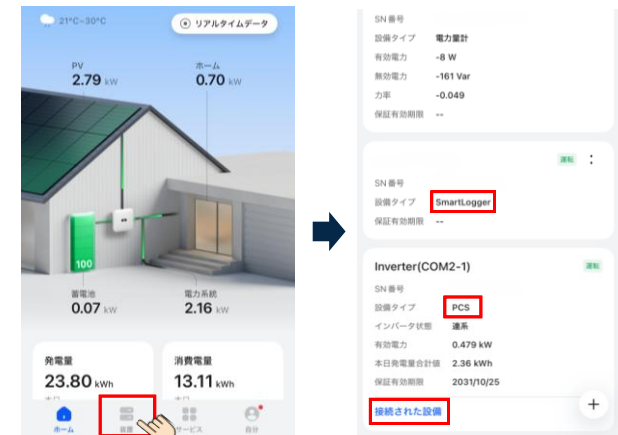 21°C~30°C
リアルタイムデータ
PV
2.79 kW
ホーム
0.70 kW
100
蓄電池
0.07 kW
電力系統
2.16 kW
発電量
23.80 kWh
消費電量
13.11 kWh
ホーム
装置
サービス
自分
SN 番号
設備タイプ 電力量計
有効電力 -8 W
無効電力 -161 Var
力率 -0.049
保証有効期限 --
運転
SN 番号
設備タイプ SmartLogger
保証有効期限 --
Inverter(COM2-1)
運転
SN 番号
設備タイプ PCS
インバータ状態 連系
有効電力 0.479 kW
本日発電量合計値 2.36 kWh
保証有効期限 2031/10/25
接続された設備
+